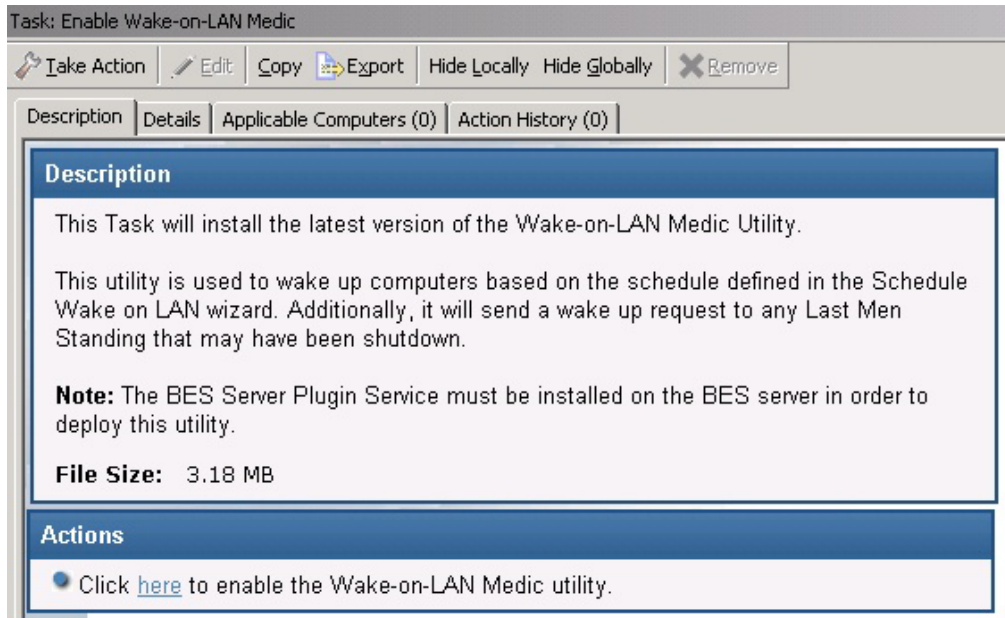 Task: Enable Wake-on-LAN Medic
Take Action Edit Copy Export Hide Locally Hide Globally Remove
Description Details Applicable Computers (0) Action History (0)
Description
This Task will install the latest version of the Wake-on-LAN Medic Utility.
This utility is used to wake up computers based on the schedule defined in the Schedule
Wake on LAN wizard. Additionally, it will send a wake up request to any Last Men
Standing that may have been shutdown.
Note: The BES Server Plugin Service must be installed on the BES server in order to
deploy this utility.
File Size: 3.18 MB
Actions
Click here to enable the Wake-on-LAN Medic utility.